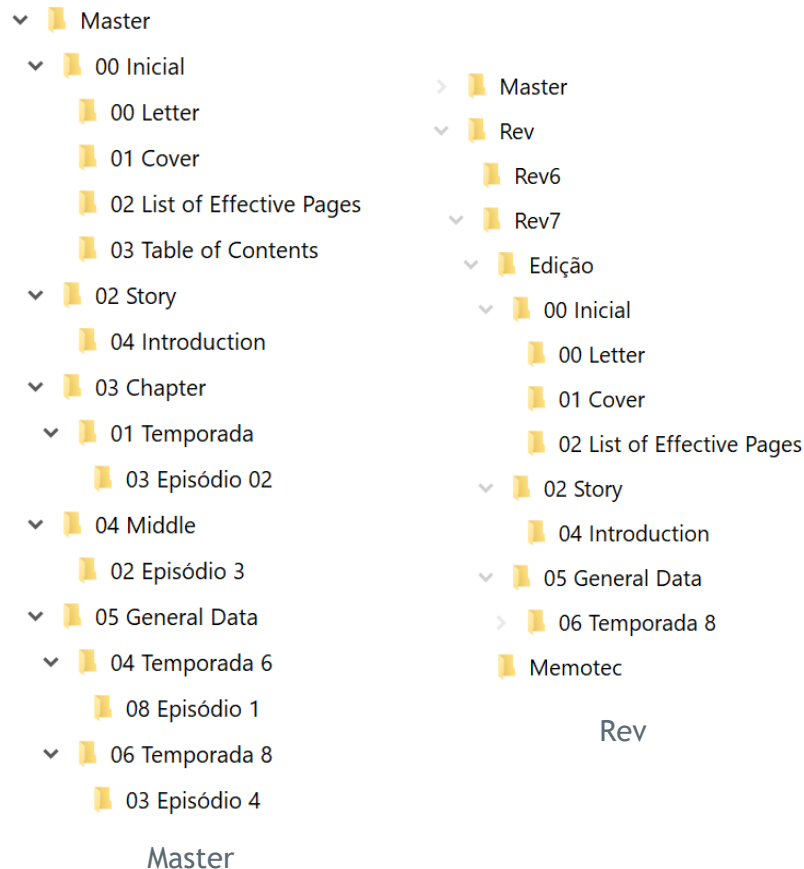 Master
00 Inicial
00 Letter
01 Cover
02 List of Effective Pages
03 Table of Contents
02 Story
04 Introduction
03 Chapter
01 Temporada
03 Episódio 02
04 Middle
02 Episódio 3
05 General Data
04 Temporada 6
08 Episódio 1
06 Temporada 8
03 Episódio 4
Master
Master
Rev
Rev6
Rev7
Edição
00 Inicial
00 Letter
01 Cover
02 List of Effective Pages
02 Story
04 Introduction
05 General Data
06 Temporada 8
Memotec
Rev